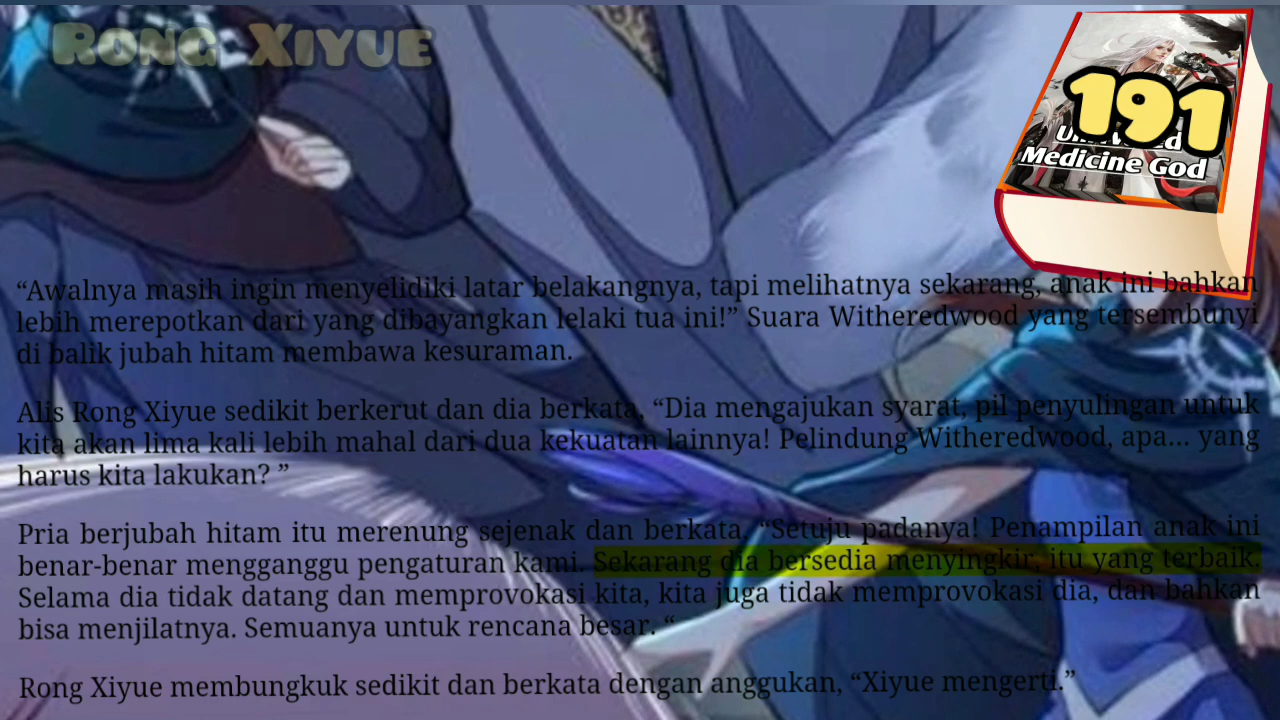 Rong Xiyue
191
Medicine God
“Awalnya masih ingin menyelidiki latar belakangnya, tapi melihatnya sekarang, anak ini bahkan
lebih merepotkan dari yang dibayangkan lelaki tua ini!” Suara Witheredwood yang tersembunyi
di balik jubah hitam membawa kesuraman.
Alis Rong Xiyue sedikit berkerut dan dia berkata, “Dia mengajukan syarat, pil penyulingan untuk
kita akan lima kali lebih mahal dari dua kekuatan lainnya! Pelindung Witheredwood, apa... yang
harus kita lakukan? ”
Pria berjubah hitam itu merenung sejenak dan berkata, “Setuju padanya! Penampilan anak ini
benar-benar mengganggu pengaturan kami. Sekarang dia bersedia menyingkir, itu yang terbaik.
Selama dia tidak datang dan memprovokasi kita, kita juga tidak memprovokasi dia, dan bahkan
bisa menjilatnya. Semuanya untuk rencana besar. “
Rong Xiyue membungkuk sedikit dan berkata dengan anggukan, “Xiyue mengerti.”